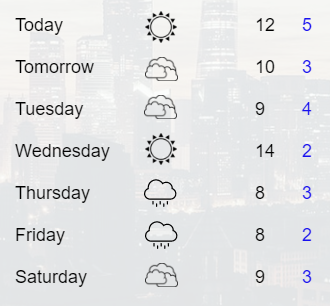 Today 12 5
Tomorrow 10 3
Tuesday 9 4
Wednesday 14 2
Thursday 8 3
Friday 8 2
Saturday 9 3